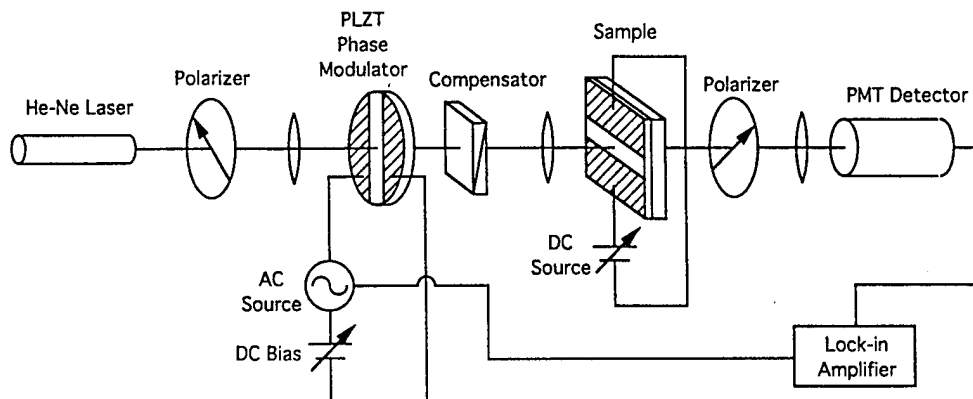 PLZT
Phase
Modulator
Sample
Polarizer
Compensator
Polarizer
He-Ne Laser
PMT Detector
DC
Source
AC
Source
DC Bias
Lock-in
Amplifier